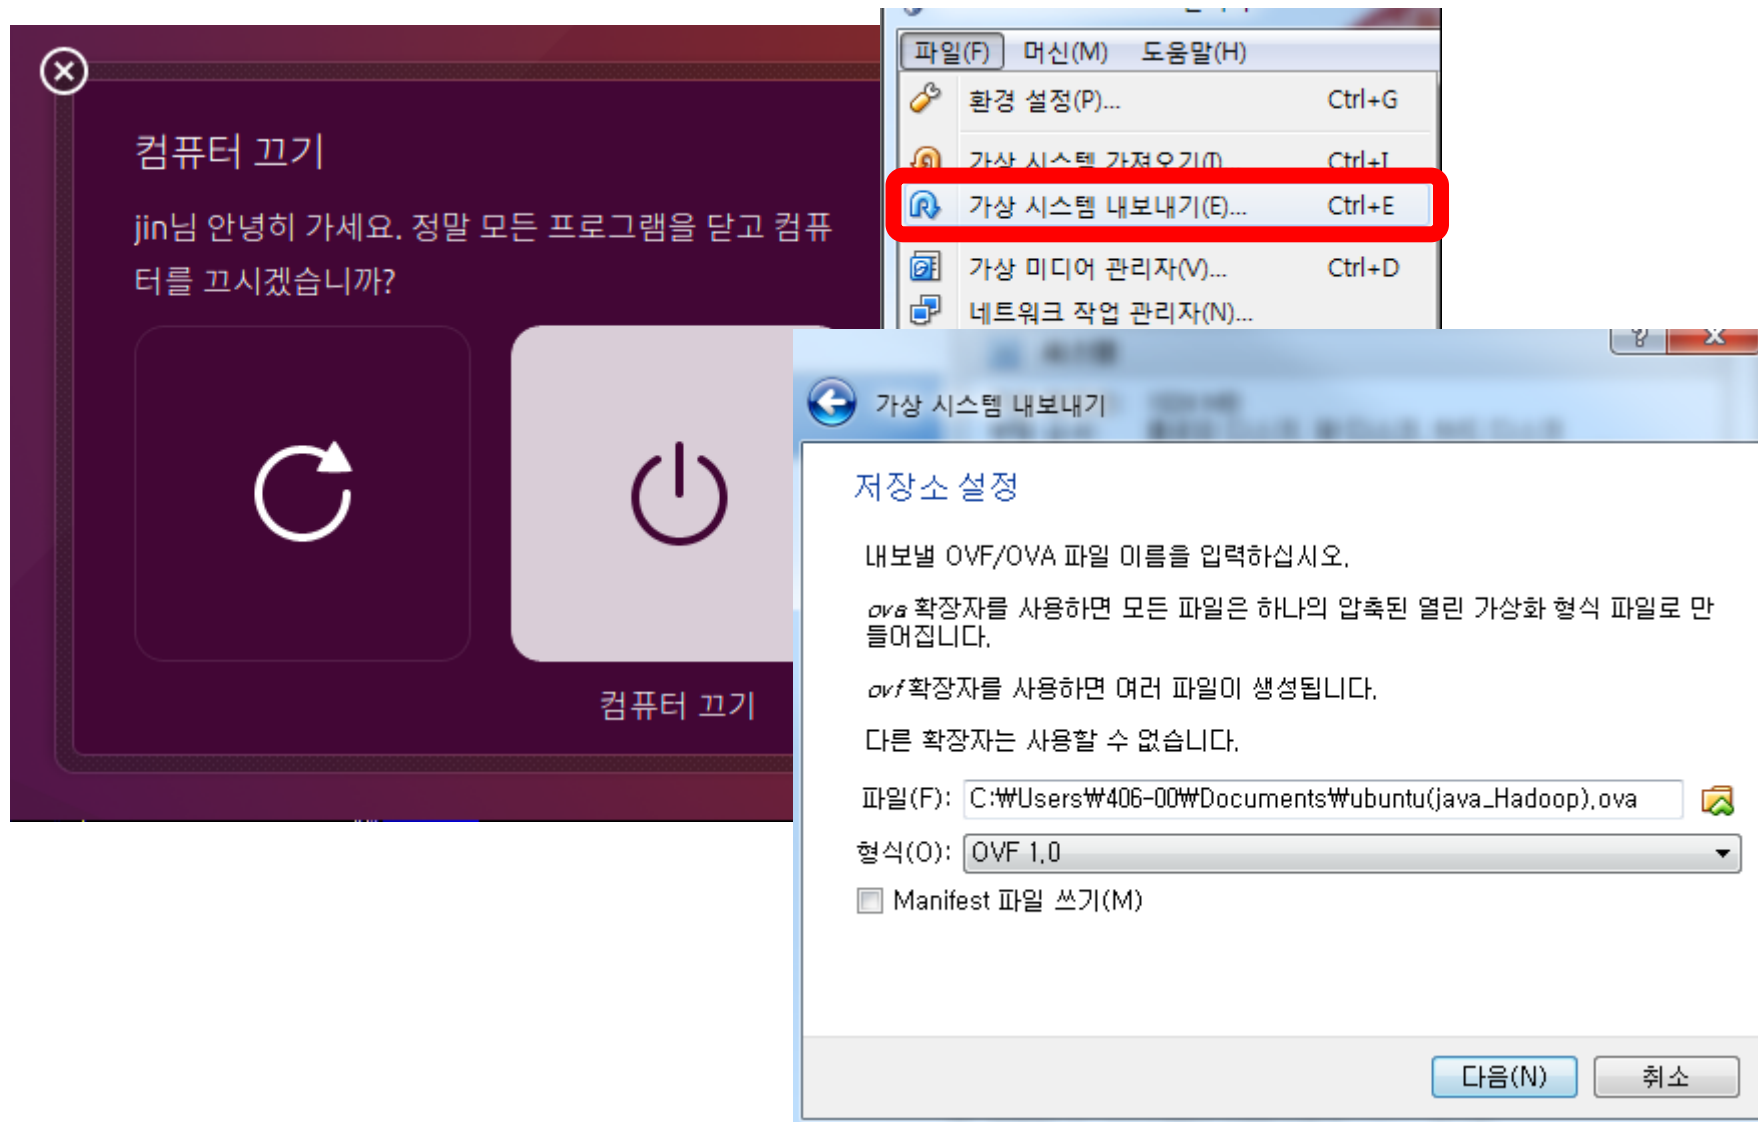 컴퓨터 끄기
jin님 안녕히 가세요. 정말 모든 프로그램을 닫고 컴퓨
터를 끄시겠습니까?
컴퓨터 끄기
파일(F) 머신(M) 도움말(H)
환경 설정(P)... Ctrl+G
가상 시스템 가져오기(I) Ctrl+I
가상 시스템 내보내기(E)... Ctrl+E
가상 미디어 관리자(V)... Ctrl+D
네트워크 작업 관리자(N)...
가상 시스템 내보내기
저장소 설정
내보낼 OVF/OVA 파일 이름을 입력하십시오.
ova 확장자를 사용하면 모든 파일은 하나의 압축된 열린 가상화 형식 파일로 만
들어집니다.
ovf 확장자를 사용하면 여러 파일이 생성됩니다.
다른 확장자는 사용할 수 없습니다.
파일(F): C:₩Users₩406-00₩Documents₩ubuntu(java_Hadoop).ova
형식(O): OVF 1.0
Manifest 파일 쓰기(M)
다음(N) 취소